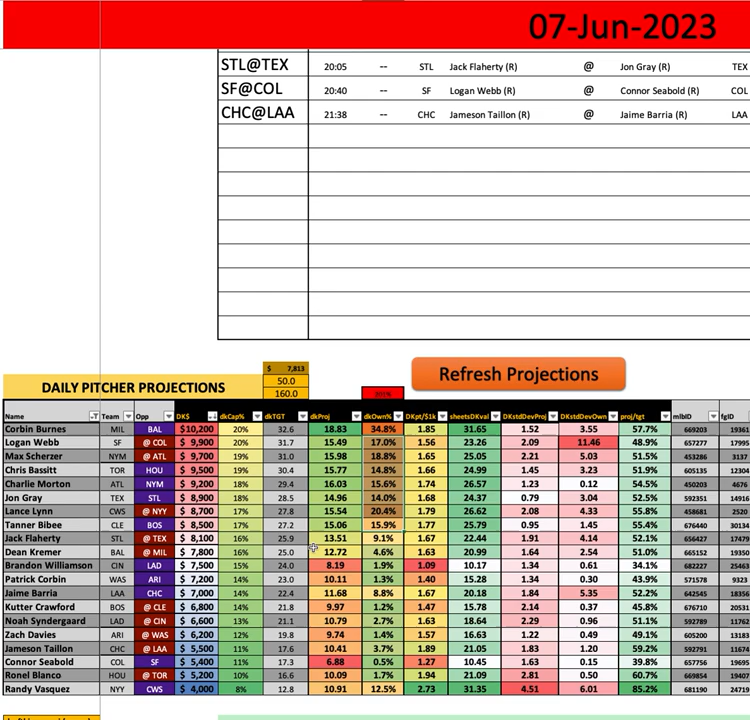 07-Jun-2023
STL@TEX 20:05 -- STL Jack Flaherty (R) @ Jon Gray (R) TEX
SF@COL 20:40 -- SF Logan Webb (R) @ Connor Seabold (R) COL
CHC@LAA 21:38 -- CHC Jameson Taillon (R) @ Jaime Barria (R) LAA
$ 7,813
DAILY PITCHER PROJECTIONS 50.0 Refresh Projections
160.0
Name Team Opp DK$ dkCap% dkTGT dkProj dkOwn% DKpt/$1k sheetsDKval DKstdDevProj DKstdDevOwn proj/tgt mlbID fgID
Corbin Burnes MIL BAL $10,200 20% 32.6 18.83 34.8% 1.85 31.65 1.52 3.55 57.7% 669203 19361
Logan Webb SF @ COL $ 9,900 20% 31.7 15.49 17.0% 1.56 23.26 2.09 11.46 48.9% 657277 17995
Max Scherzer NYM @ ATL $ 9,700 19% 31.0 15.98 18.8% 1.65 25.05 2.21 5.03 51.5% 453286 3137
Chris Bassitt TOR HOU $ 9,500 19% 30.4 15.77 14.8% 1.66 24.99 1.45 3.23 51.9% 605135 12304
Charlie Morton ATL NYM $ 9,200 18% 29.4 16.03 15.6% 1.74 26.57 1.23 0.12 54.5% 450203 4676
Jon Gray TEX STL $ 8,900 18% 28.5 14.96 14.0% 1.68 24.37 0.79 3.04 52.5% 592351 14916
Lance Lynn CWS @ NYY $ 8,700 17% 27.8 15.54 20.4% 1.79 26.62 2.08 4.33 55.8% 458681 2520
Tanner Bibee CLE BOS $ 8,500 17% 27.2 15.06 15.9% 1.77 25.79 0.95 1.45 55.4% 676440 30134
Jack Flaherty STL @ TEX $ 8,100 16% 25.9 13.51 9.1% 1.67 22.44 1.91 4.14 52.1% 656427 17479
Dean Kremer BAL @ MIL $ 7,800 16% 25.0 12.72 4.6% 1.63 20.99 1.64 2.54 51.0% 665152 19350
Brandon Williamson CIN LAD $ 7,500 15% 24.0 8.19 1.9% 1.09 10.17 1.34 0.61 34.1% 682227 25463
Patrick Corbin WAS ARI $ 7,200 14% 23.0 10.11 1.3% 1.40 15.28 1.34 0.30 43.9% 571578 9323
Jaime Barria LAA CHC $ 7,000 14% 22.4 11.68 8.8% 1.67 20.18 1.84 5.35 52.2% 642545 18356
Kutter Crawford BOS @ CLE $ 6,800 14% 21.8 9.97 1.2% 1.47 15.78 2.14 0.37 45.8% 676710 20531
Noah Syndergaard LAD @ CIN $ 6,600 13% 21.1 10.79 2.7% 1.63 18.64 2.29 0.96 51.1% 592789 11762
Zach Davies ARI @ WAS $ 6,200 12% 19.8 9.74 1.4% 1.57 16.63 1.22 0.49 49.1% 605200 13183
Jameson Taillon CHC @ LAA $ 5,500 11% 17.6 10.41 3.7% 1.89 21.05 1.83 1.20 59.2% 592791 11674
Connor Seabold COL SF $ 5,400 11% 17.3 6.88 0.5% 1.27 10.45 1.63 0.15 39.8% 657756 19695
Ronel Blanco HOU @ TOR $ 5,200 10% 16.6 10.09 1.7% 1.94 21.09 2.81 0.50 60.7% 669854 19407
Randy Vasquez NYY CWS $ 4,000 8% 12.8 10.91 12.5% 2.73 31.35 4.51 6.01 85.2% 681190 24719